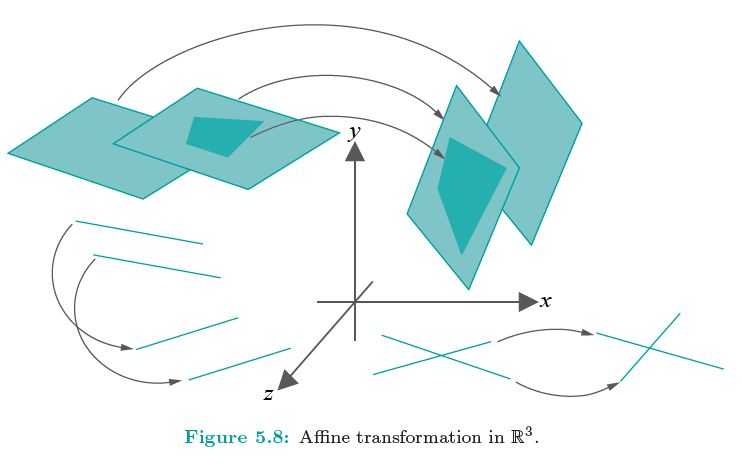 y
x
z
Figure 5.8: Affine transformation in ℝ³.